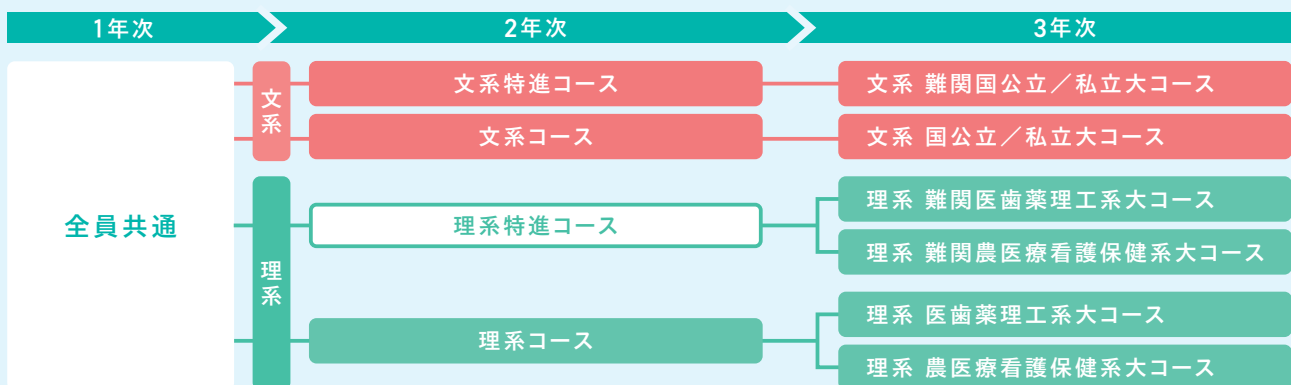 1年次
2年次
3年次
全員共通
文系
文系特進コース
文系 難関国公立／私立大コース
文系コース
文系 国公立／私立大コース
理系
理系特進コース
理系 難関医歯薬理工系大コース
理系 難関農医療看護保健系大コース
理系コース
理系 医歯薬理工系大コース
理系 農医療看護保健系大コース